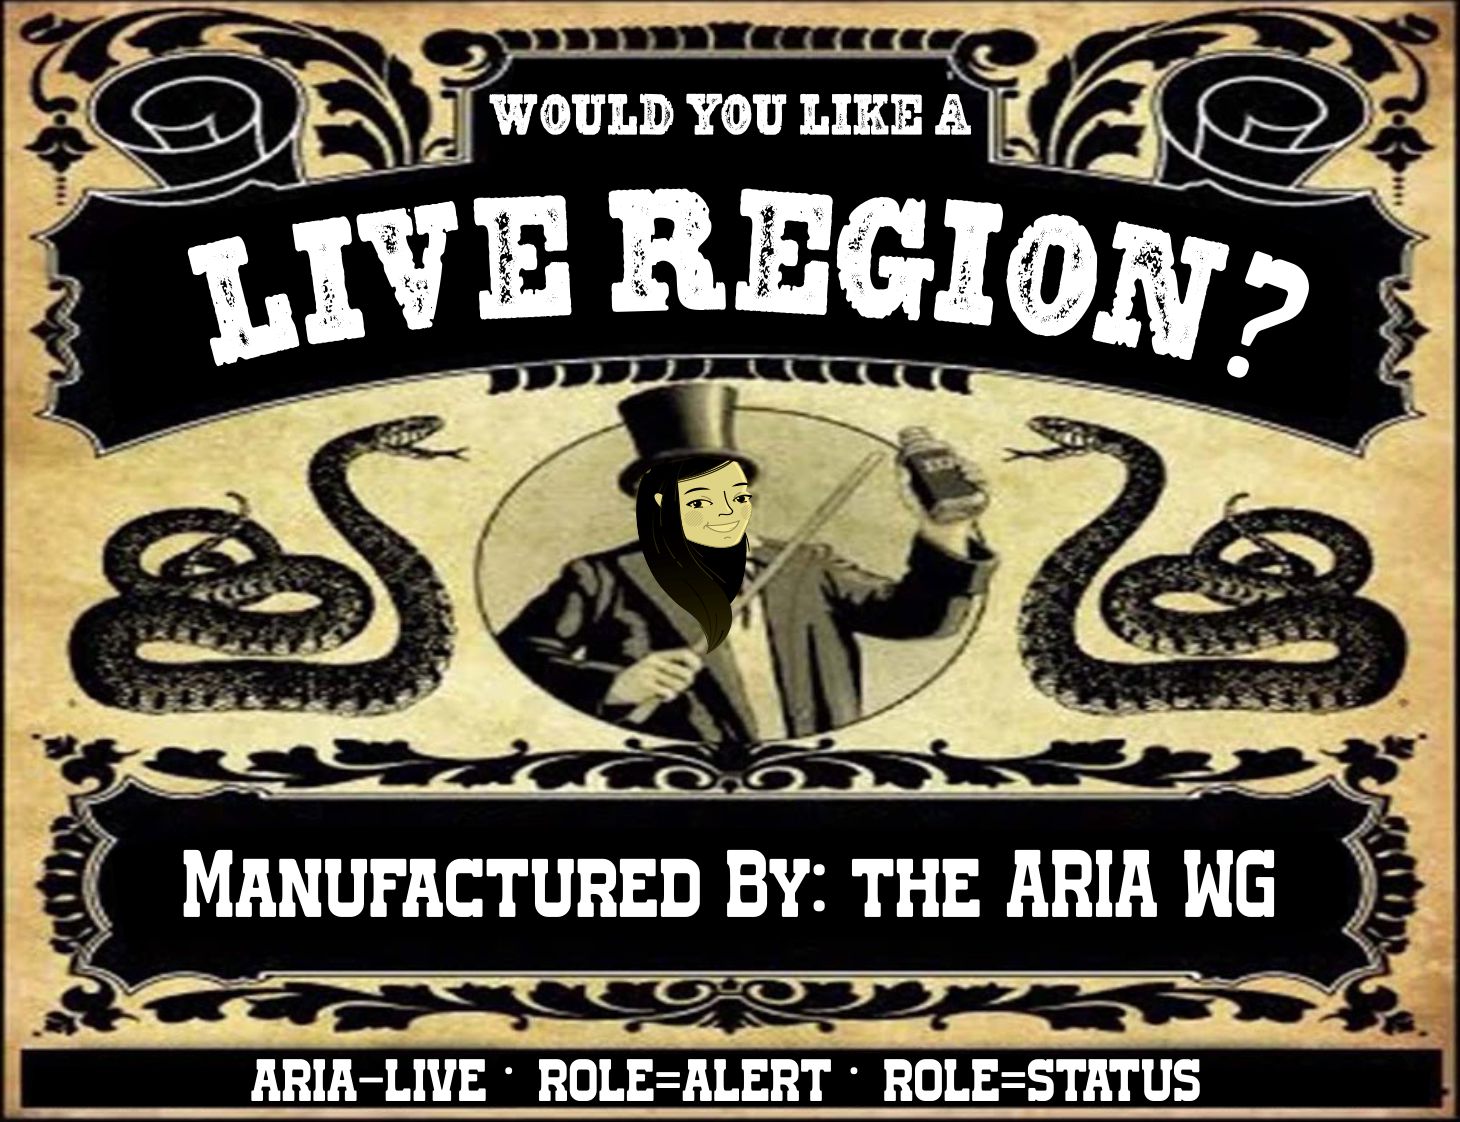 WOULD YOU LIKE A
LIVE REGION?
MANUFACTURED BY: THE ARIA WG
ARIA-LIVE · ROLE=ALERT · ROLE=STATUS